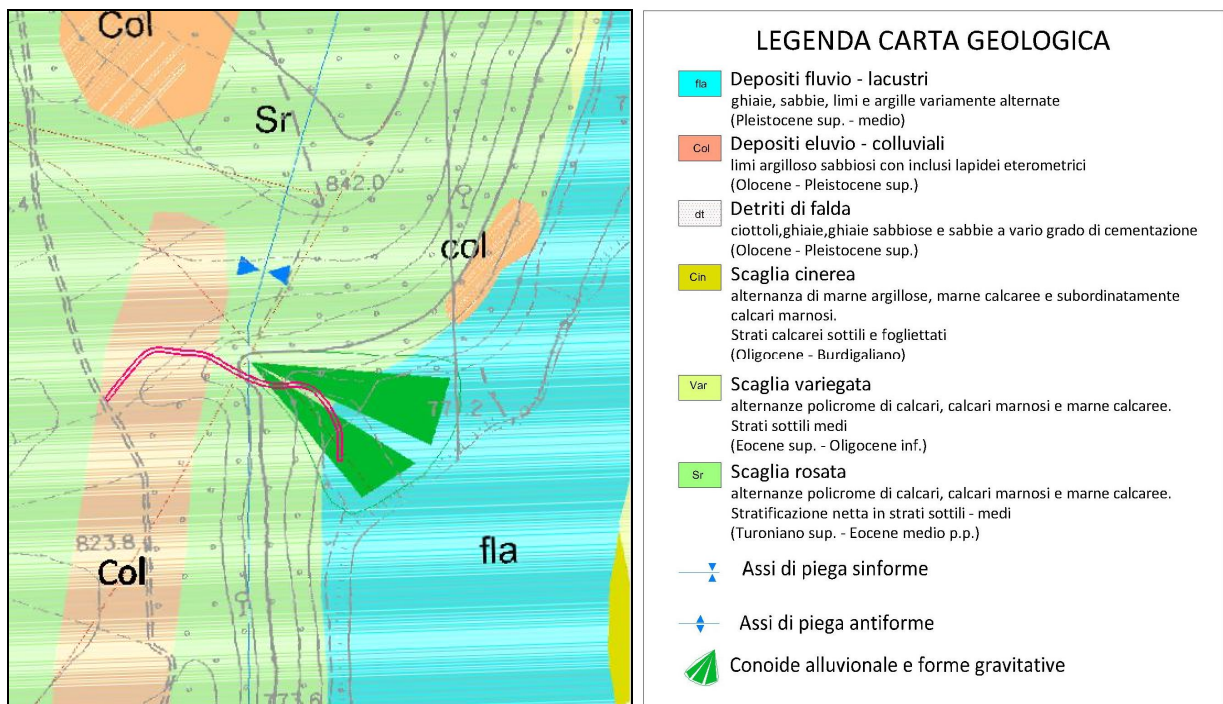 Col
Sr
842.0
.4
7
col
777.2
823.8
Col
fla
773.6
LEGENDA CARTA GEOLOGICA
fla Depositi fluvio - lacustri
ghiaie, sabbie, limi e argille variamente alternate
(Pleistocene sup. - medio)
Col Depositi eluvio - colluviali
limi argilloso sabbiosi con inclusi lapidei eterometrici
(Olocene - Pleistocene sup.)
dt Detriti di falda
ciottoli,ghiaie,ghiaie sabbiose e sabbie a vario grado di cementazione
(Olocene - Pleistocene sup.)
Cin Scaglia cinerea
alternanza di marne argillose, marne calcaree e subordinatamente
calcari marnosi.
Strati calcarei sottili e fogliettati
(Oligocene - Burdigaliano)
Var Scaglia variegata
alternanze policrome di calcari, calcari marnosi e marne calcaree.
Strati sottili medi
(Eocene sup. - Oligocene inf.)
Sr Scaglia rosata
alternanze policrome di calcari, calcari marnosi e marne calcaree.
Stratificazione netta in strati sottili - medi
(Turoniano sup. - Eocene medio p.p.)
Assi di piega sinforme
Assi di piega antiforme
Conoide alluvionale e forme gravitative